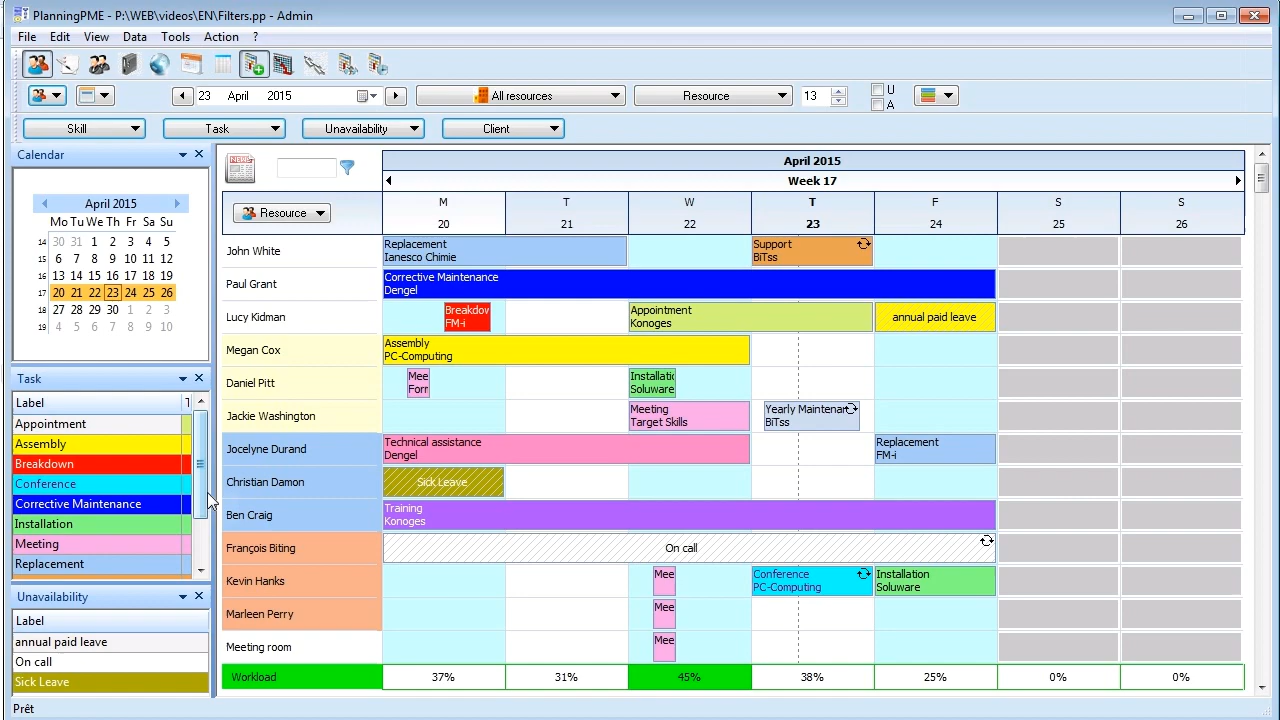 PlanningPME - P:\WEB\videos\EN\Filters.pp - Admin
File Edit View Data Tools Action ?
23 April 2015 All resources Resource 13 U
A
Skill Task Unavailability Client
Calendar
April 2015
Mo Tu We Th Fr Sa Su
14 30 31 1 2 3 4 5
15 6 7 8 9 10 11 12
16 13 14 15 16 17 18 19
17 20 21 22 23 24 25 26
18 27 28 29 30 1 2 3
19 4 5 6 7 8 9 10
Task
Label T
Appointment
Assembly
Breakdown
Conference
Corrective Maintenance
Installation
Meeting
Replacement
Unavailability
Label
annual paid leave
On call
Sick Leave
NEWS
April 2015
Week 17
Resource
M T W T F S S
20 21 22 23 24 25 26
John White
Replacement
Ianesco Chimie
Support
BiTss
Paul Grant
Corrective Maintenance
Dengel
Lucy Kidman
Breakdov
FM-i
Appointment
Konoges
annual paid leave
Megan Cox
Assembly
PC-Computing
Daniel Pitt
Mee
Forr
Installatic
Soluware
Jackie Washington
Meeting
Target Skills
Yearly Maintenan
BiTss
Jocelyne Durand
Technical assistance
Dengel
Replacement
FM-i
Christian Damon
Sick Leave
Ben Craig
Training
Konoges
François Biting
On call
Kevin Hanks
Mee
Conference
PC-Computing
Installation
Soluware
Marleen Perry
Mee
Meeting room
Mee
Workload 37% 31% 45% 38% 25% 0% 0%
Prêt